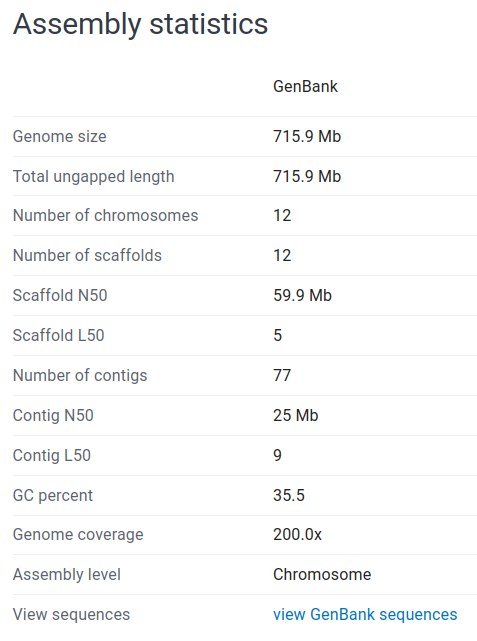 Assembly statistics
GenBank
Genome size 715.9 Mb
Total ungapped length 715.9 Mb
Number of chromosomes 12
Number of scaffolds 12
Scaffold N50 59.9 Mb
Scaffold L50 5
Number of contigs 77
Contig N50 25 Mb
Contig L50 9
GC percent 35.5
Genome coverage 200.0x
Assembly level Chromosome
View sequences view GenBank sequences